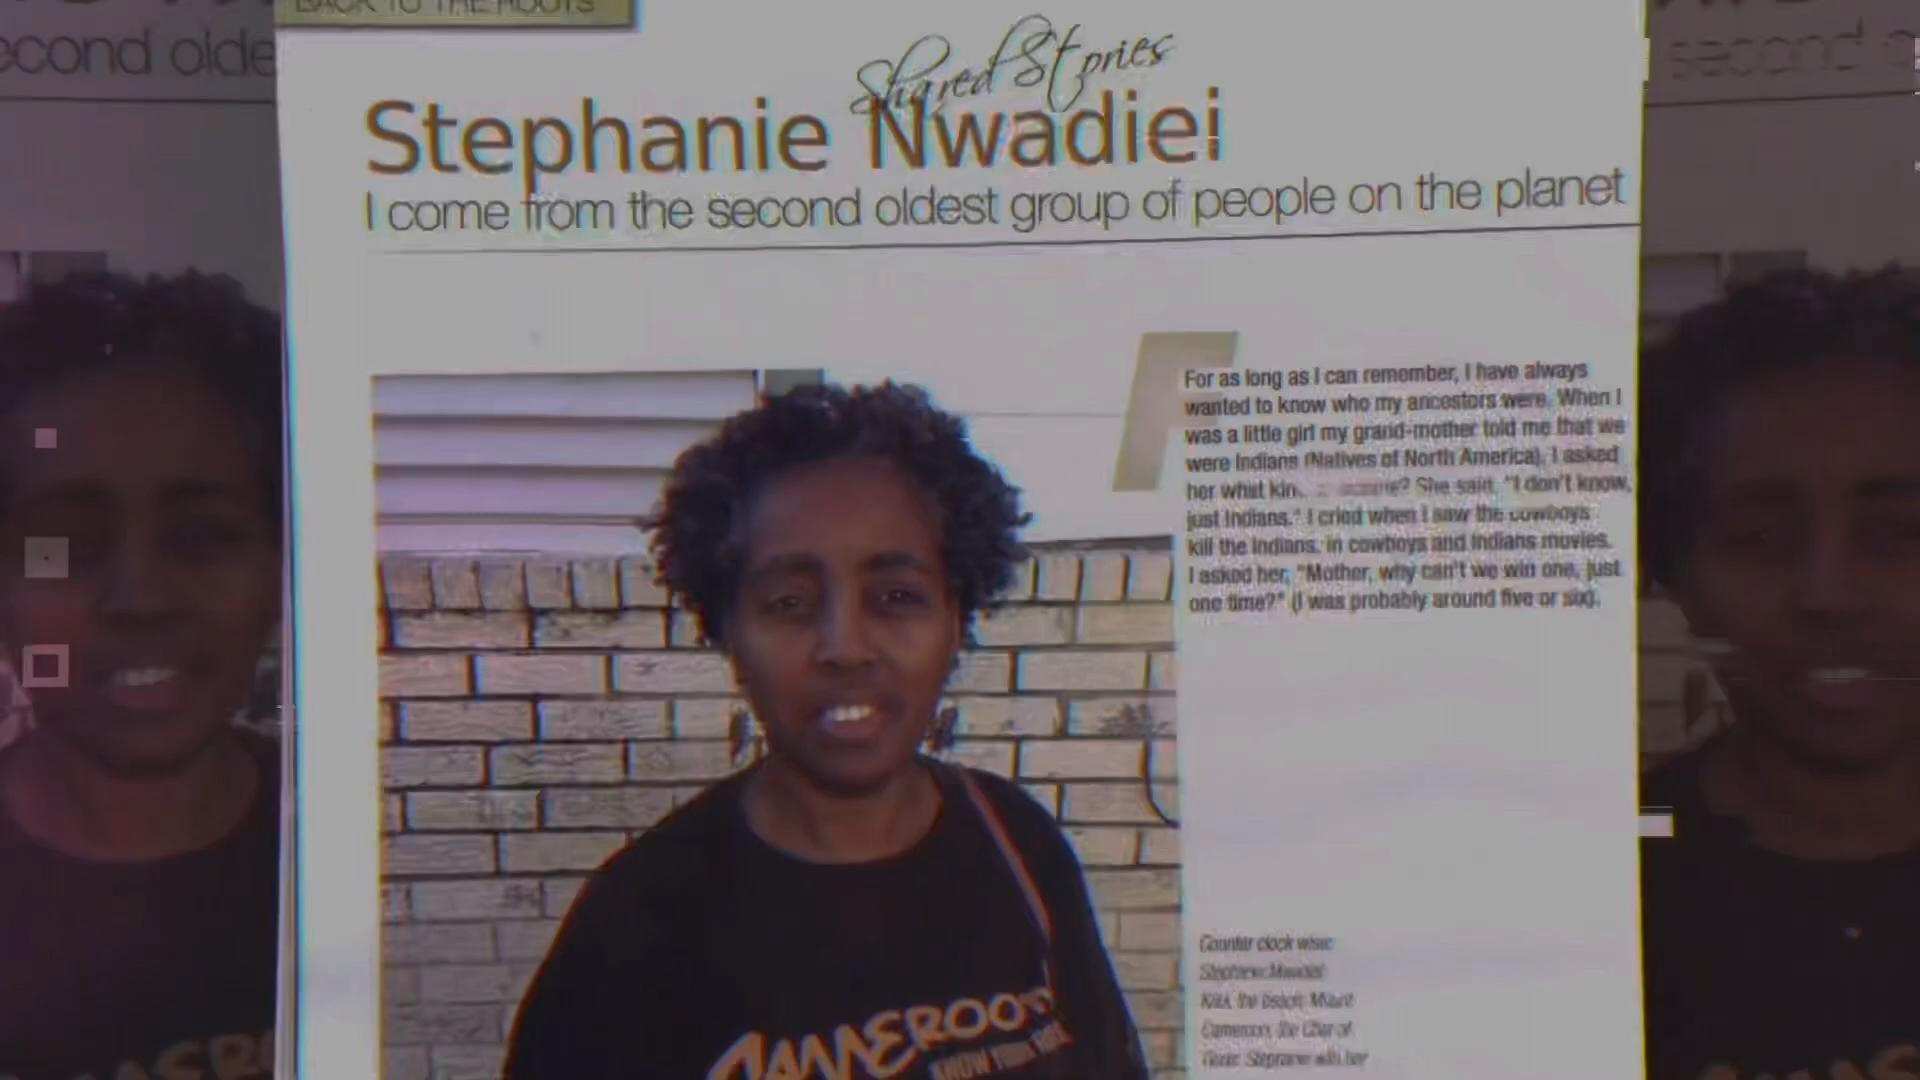 BACK TO THE ROOTS
Shared Stories
Stephanie Nwadiei
I come from the second oldest group of people on the planet
For as long as I can remember, I have always
wanted to know who my ancestors were. When I
was a little girl my grand-mother told me that we
were Indians (Natives of North America). I asked
her what She said, "I don't know,
just Indians." I cried when I saw the cowboys
kill the Indians, in cowboys and Indians movies.
I asked her, "Mother, why can't we win one, just
one time?" (I was probably around five or six).
Counter clock wise:
the Mount
Cameroon, the
Stephanie with her
CAMEROON
KNOW YOUR
econd olde
second o